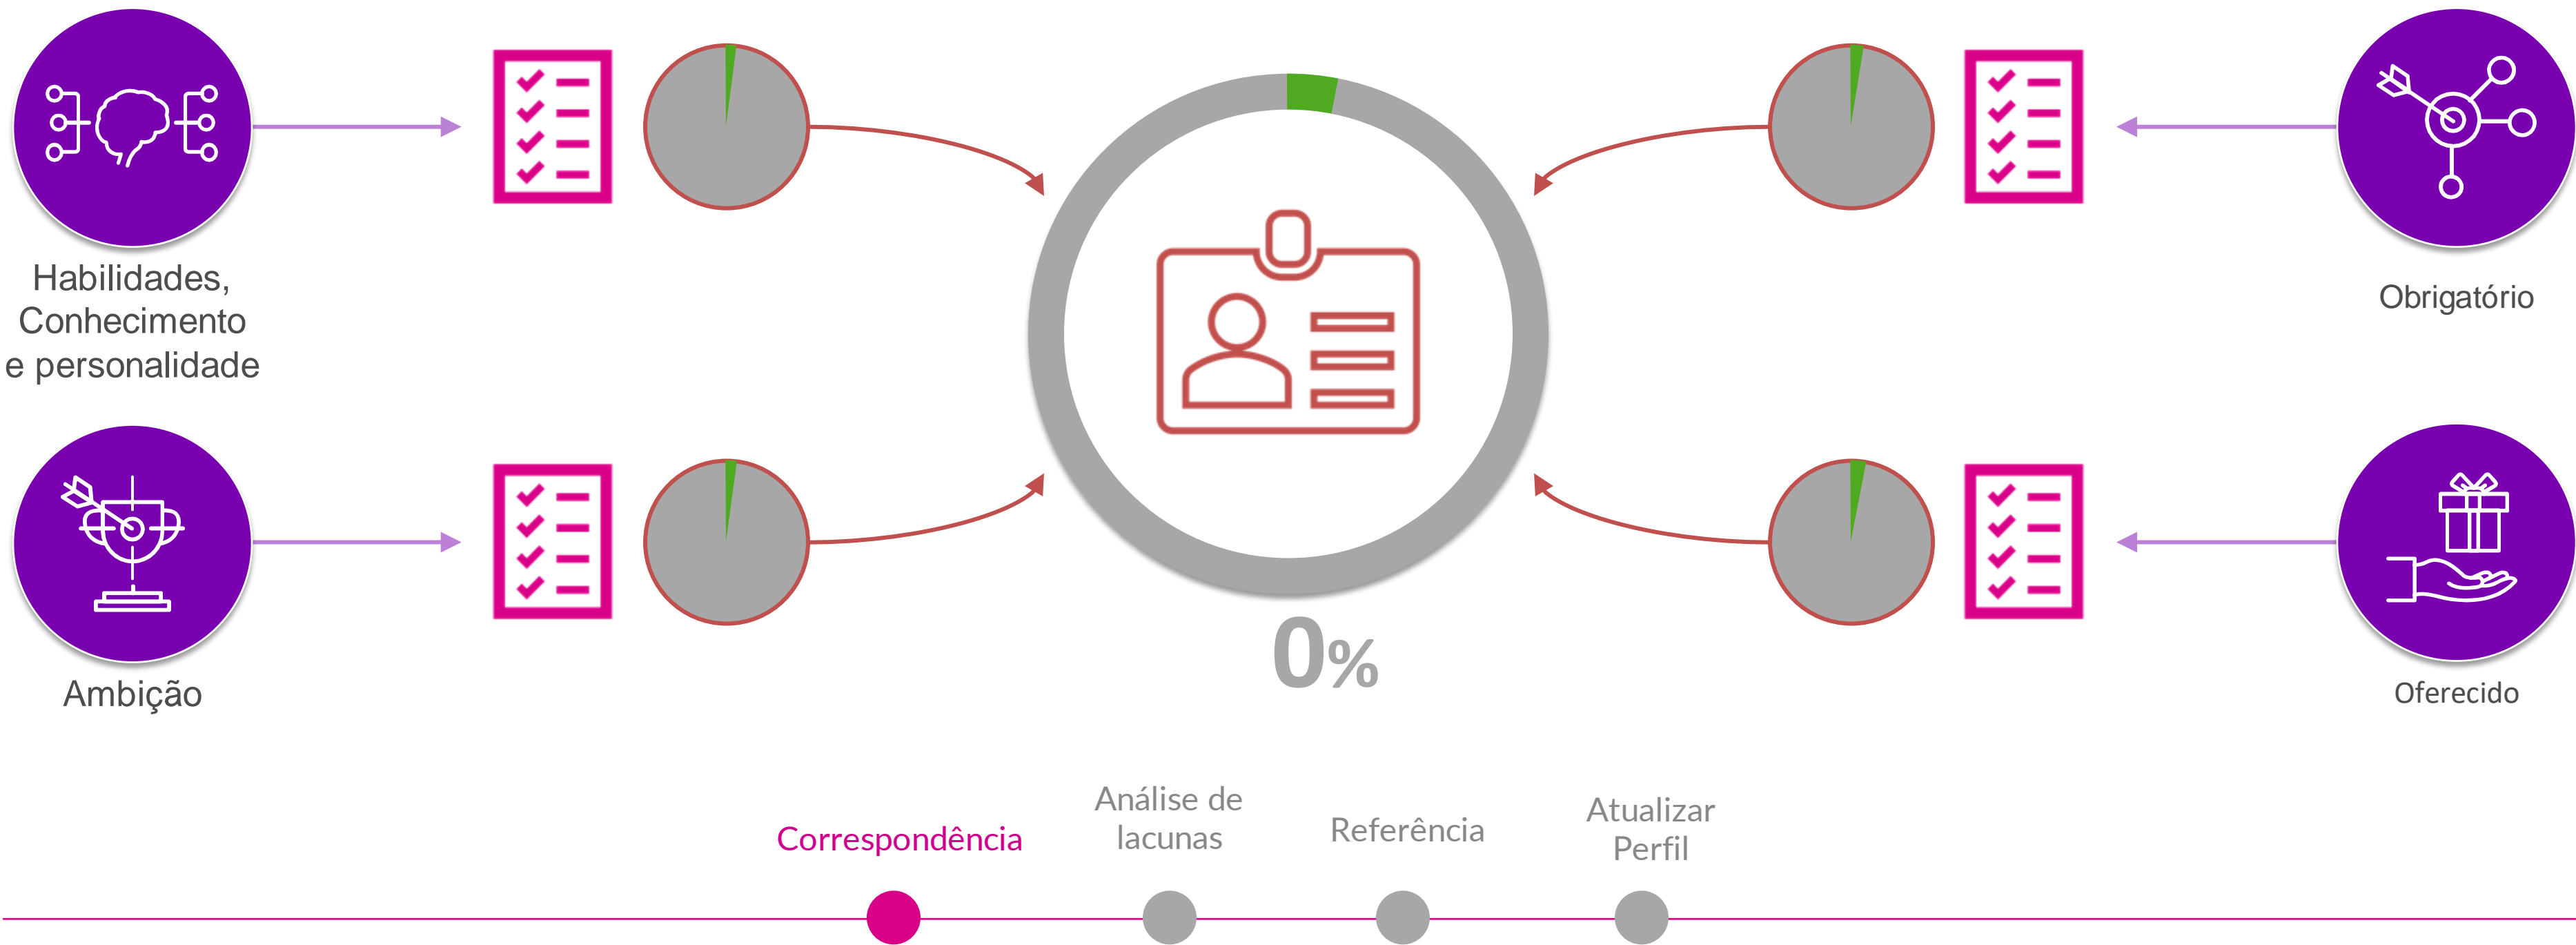 Habilidades,
Conhecimento
e personalidade
Obrigatório
Ambição
Oferecido
0%
Correspondência
Análise de
lacunas
Referência
Atualizar
Perfil